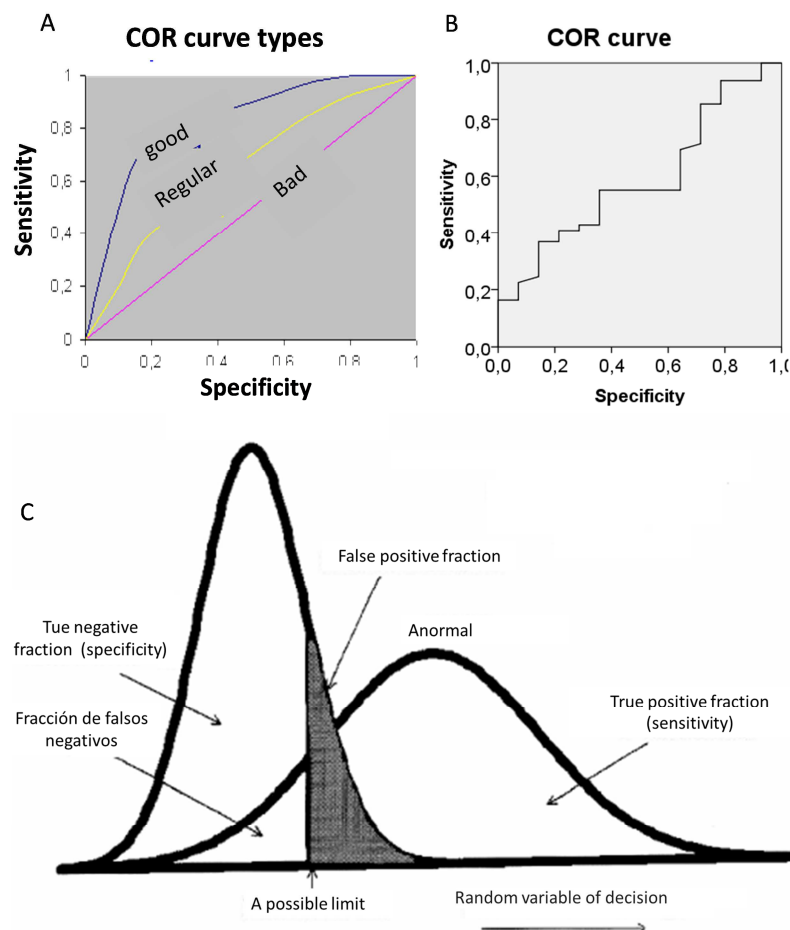 A
COR curve types
1
0,8
0,6
0,4
0,2
0
0
0,2
0,4
0,6
0,8
1
Sensitivity
good
Regular
Bad
Specificity
B
COR curve
1,0
0,8
0,6
0,4
0,2
0,0
0,0
0,2
0,4
0,6
0,8
1,0
Sensitivity
Specificity
C
False positive fraction
Tue negative
fraction (specificity)
Anormal
Fracción de falsos
negativos
True positive fraction
(sensitivity)
A possible limit
Random variable of decision